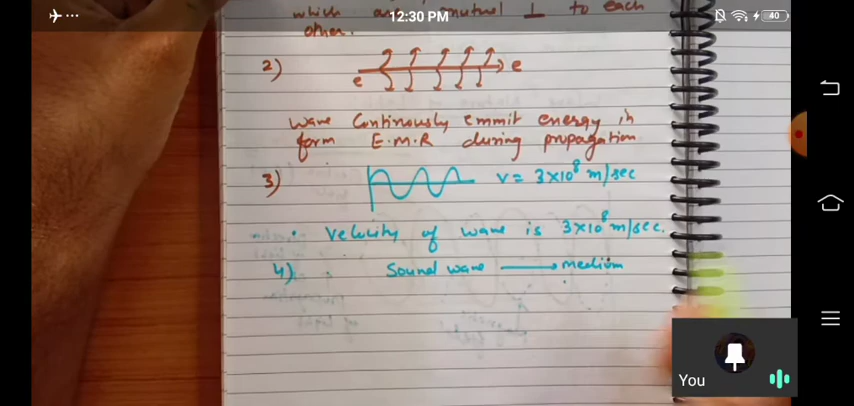 12:30 PM
40
which are mutual ⊥ to each
other.
2)
e e
wave Continuously emmit energy in
form E.M.R during propagation
3) V = 3×10⁸ m/sec
∴ Velocity of wave is 3×10⁸ m/sec.
4) Sound wave ⟶ medium
You